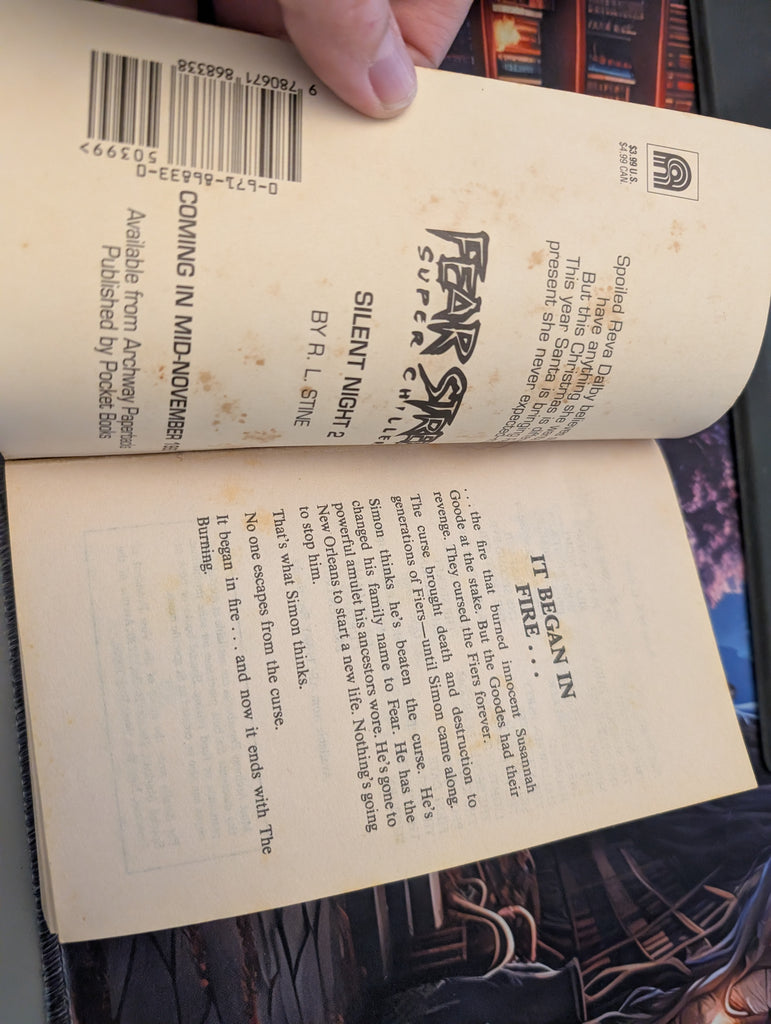 $3.99 U.S.
$4.99 CAN.
Spoiled Reva Dalby
have anything
But this Christmas
This year Santa is
present she never
FEAR
SUPER
SILENT NIGHT 2
BY R. L. STINE
COMING IN MID-NOVEMBER
Available from Archway
Published by Pocket Books
9 780671 868338
0-671-86833-0
50399>
IT BEGAN IN
FIRE . . .
. . . the fire that burned innocent Susannah
Goode at the stake. But the Goodes had their
revenge. They cursed the Fiers forever.
The curse brought death and destruction to
generations of Fiers—until Simon came along.
Simon thinks he's beaten the curse. He's
changed his family name to Fear. He has the
powerful amulet his ancestors wore. He's gone to
New Orleans to start a new life. Nothing's going
to stop him.
That's what Simon thinks.
No one escapes from the curse.
It began in fire . . . and now it ends with The
Burning.